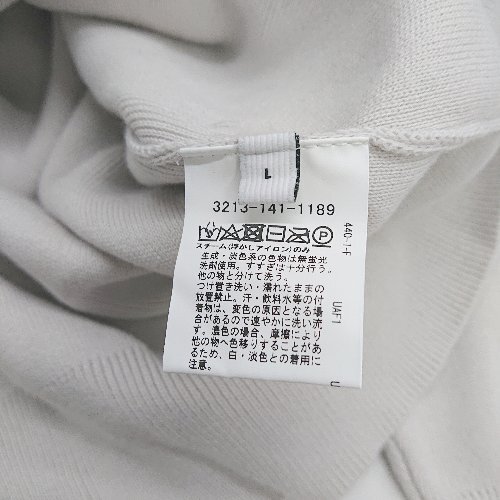 L
3213-141-1189
スチーム(浮かしアイロン)のみ
生成・淡色系の色物は無蛍光
洗剤使用。すすぎは十分行う。
他の物と分けて洗う。
つけ置き洗い・濡れたままの
放置禁止。汗・飲料水等の付
着物は、変色の原因となる場
合があるので速やかに洗い流
す。濃色の場合、摩擦により
他の物へ色移りすることがあ
るため、白・淡色との着用に
注意。
440-1-F
UAF1
U